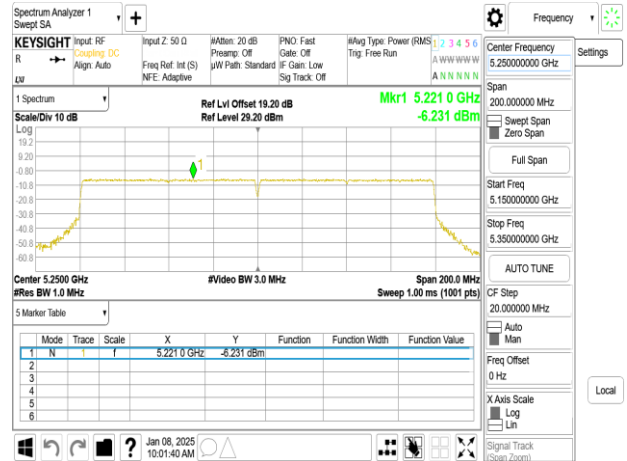 Spectrum Analyzer 1
Swept SA
Frequency
Settings
KEYSIGHT
R
Input: RF
Coupling: DC
Align: Auto
Input Z: 50 Ω
Freq Ref: Int (S)
NFE: Adaptive
#Atten: 20 dB
Preamp: Off
µW Path: Standard
PNO: Fast
Gate: Off
IF Gain: Low
Sig Track: Off
#Avg Type: Power (RMS
Trig: Free Run
1 2 3 4 5 6
A W W W W W
A N N N N N
1 Spectrum
Scale/Div 10 dB
Ref Lvl Offset 19.20 dB
Ref Level 29.20 dBm
Mkr1 5.221 0 GHz
-6.231 dBm
Log
19.2
9.20
-0.80
-10.8
-20.8
-30.8
-40.8
-50.8
-60.8
1
Center 5.2500 GHz
#Res BW 1.0 MHz
#Video BW 3.0 MHz
Span 200.0 MHz
Sweep 1.00 ms (1001 pts)
5 Marker Table
Mode Trace Scale X Y Function Function Width Function Value
1 N 1 f 5.221 0 GHz -6.231 dBm
2
3
4
5
6
Jan 08, 2025
10:01:40 AM
Center Frequency
5.250000000 GHz
Span
200.000000 MHz
Swept Span
Zero Span
Full Span
Start Freq
5.150000000 GHz
Stop Freq
5.350000000 GHz
AUTO TUNE
CF Step
20.000000 MHz
Auto
Man
Freq Offset
0 Hz
X Axis Scale
Log
Lin
Signal Track
(Span Zoom)
Local